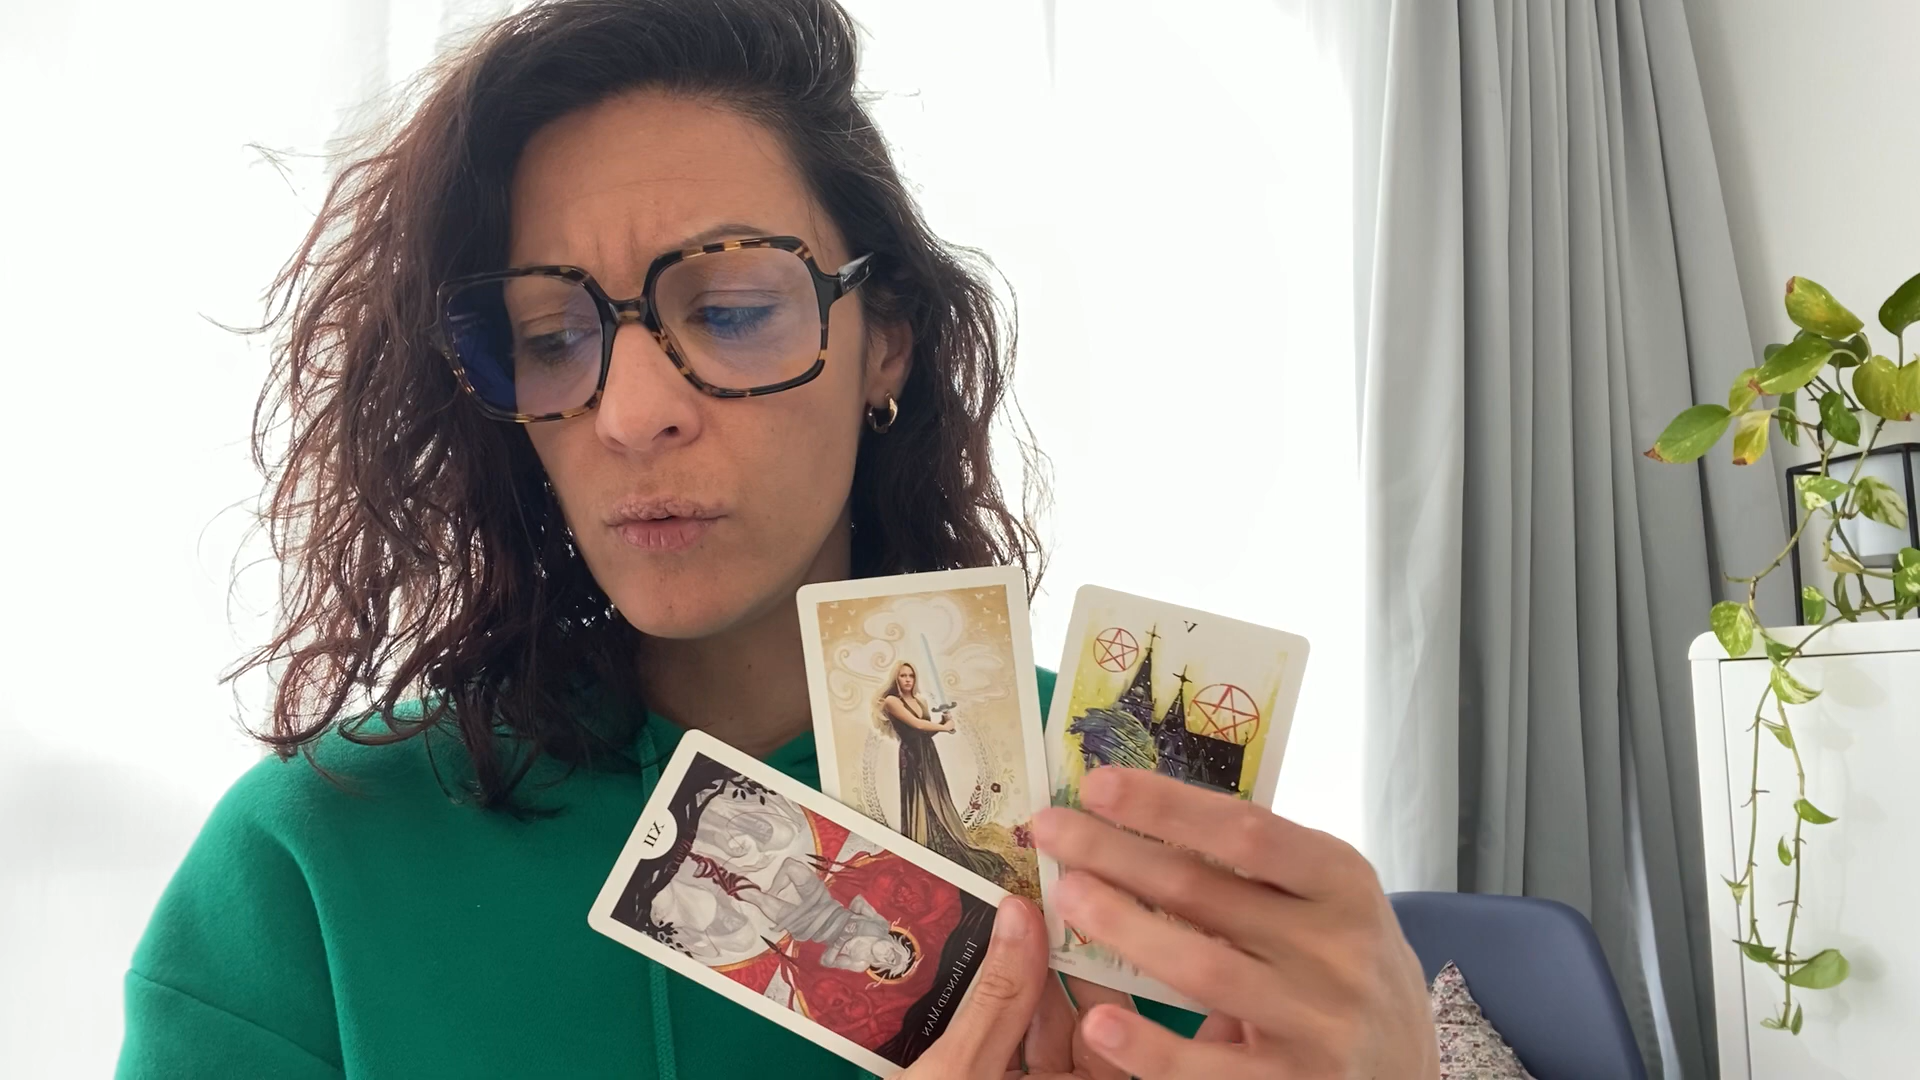 V
XII
THE HANGED MAN